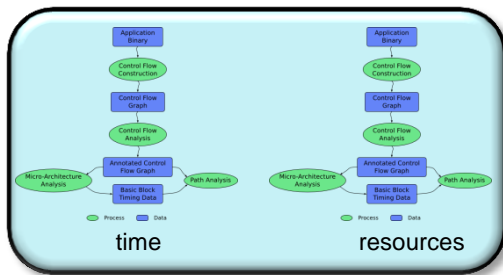 Application
Binary
Control Flow
Construction
Control Flow
Graph
Control Flow
Analysis
Annotated Control
Flow Graph
Micro-Architecture
Analysis
Path Analysis
Basic Block
Timing Data
Process
Data
time
Application
Binary
Control Flow
Construction
Control Flow
Graph
Control Flow
Analysis
Annotated Control
Flow Graph
Micro-Architecture
Analysis
Path Analysis
Basic Block
Timing Data
Process
Data
resources